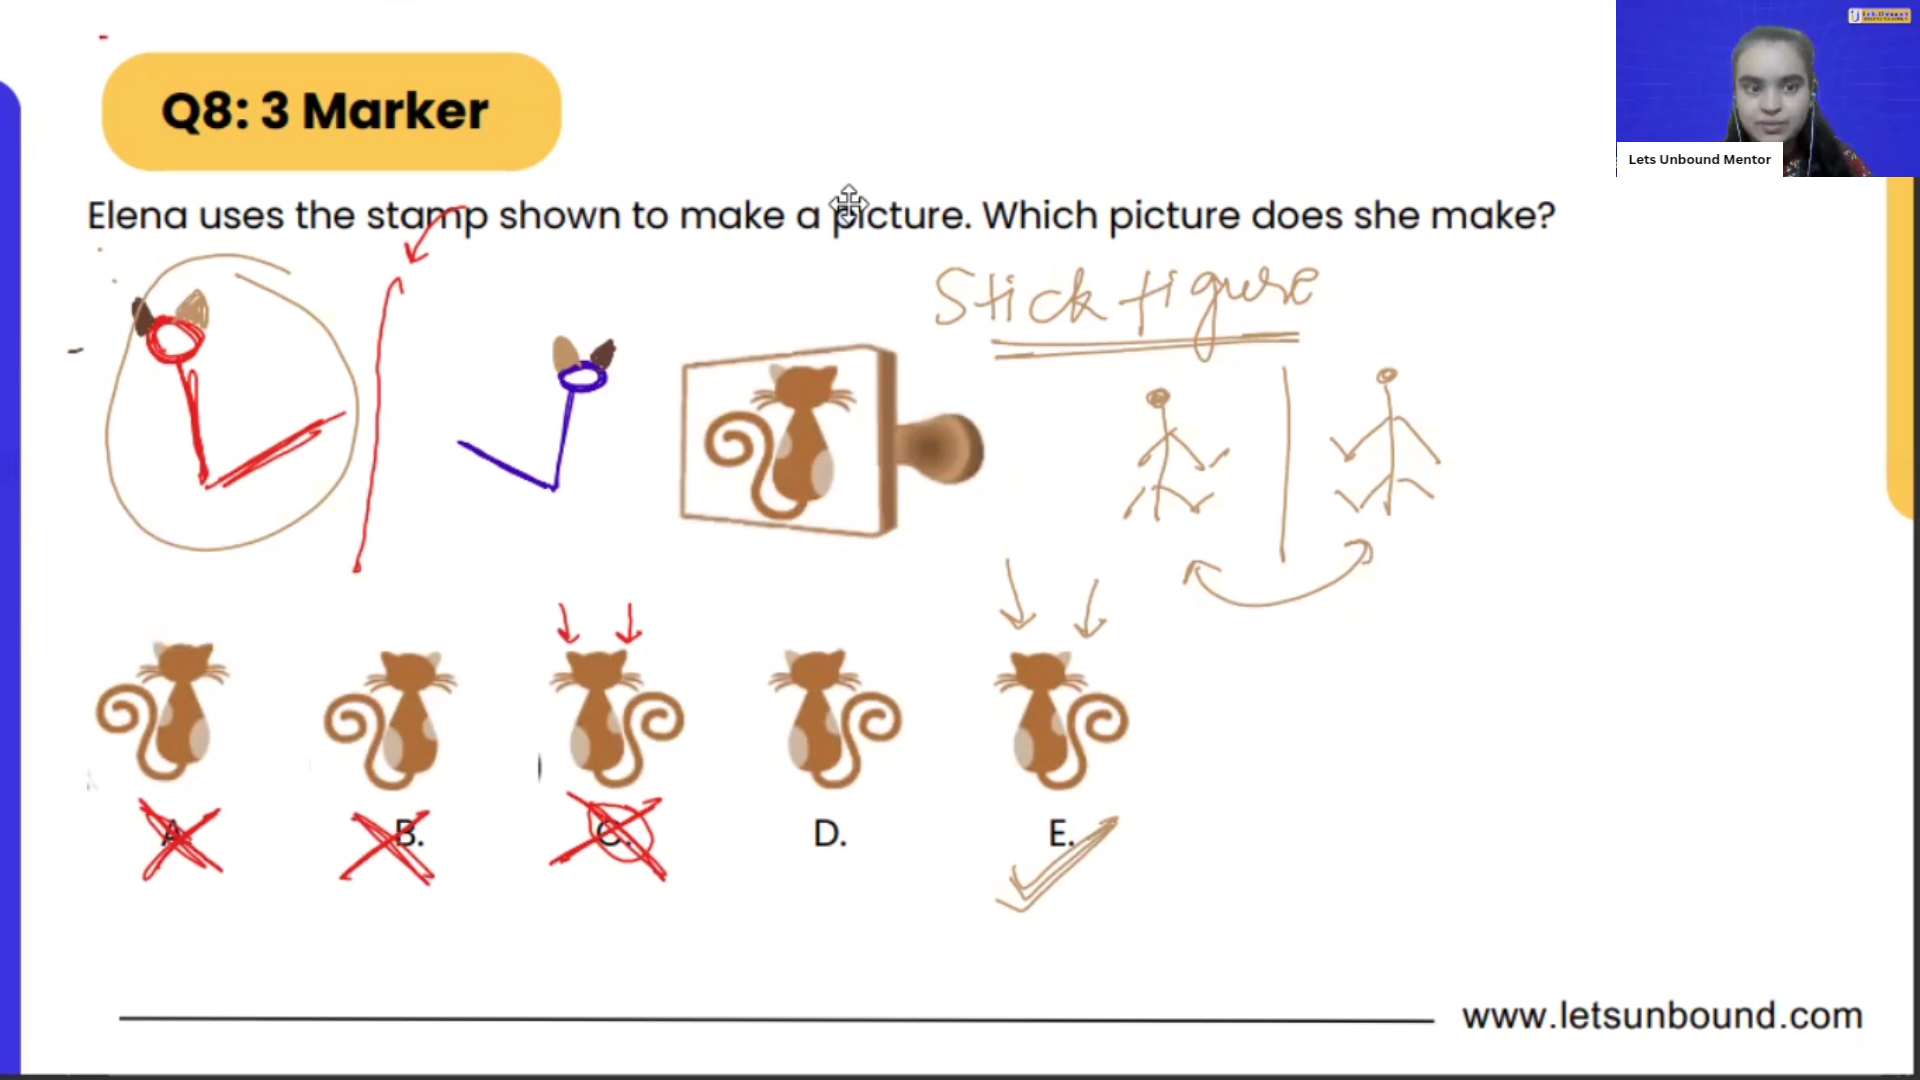 Lets Unbound Mentor
Q8: 3 Marker
Elena uses the stamp shown to make a picture. Which picture does she make?
Stick figure
A.
B.
C.
D.
E.
www.letsunbound.com